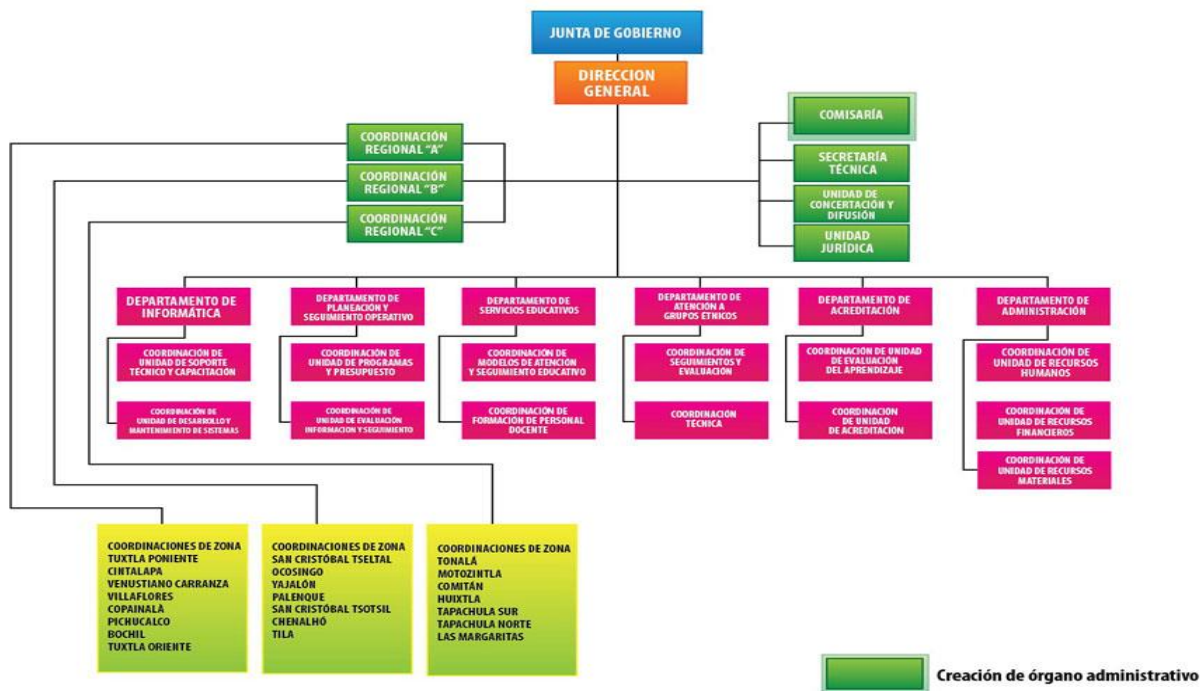 JUNTA DE GOBIERNO
DIRECCION
GENERAL
COMISARÍA
COORDINACIÓN
REGIONAL "A"
SECRETARÍA
TÉCNICA
COORDINACIÓN
REGIONAL "B"
UNIDAD DE
CONCERTACIÓN Y
DIFUSIÓN
COORDINACIÓN
REGIONAL "C"
UNIDAD
JURÍDICA
DEPARTAMENTO DE
INFORMÁTICA
DEPARTAMENTO DE
PLANEACIÓN Y
SEGUIMIENTO OPERATIVO
DEPARTAMENTO DE
SERVICIOS EDUCATIVOS
DEPARTAMENTO DE
ATENCIÓN A
GRUPOS ETNICOS
DEPARTAMENTO DE
ACREDITACIÓN
DEPARTAMENTO DE
ADMINISTRACIÓN
COORDINACIÓN DE
UNIDAD DE SOPORTE
TÉCNICO Y CAPACITACIÓN
COORDINACIÓN DE
UNIDAD DE PROGRAMAS
Y PRESUPUESTO
COORDINACIÓN DE
MODELOS DE ATENCIÓN
Y SEGUIMIENTO EDUCATIVO
COORDINACIÓN DE
SEGUIMIENTOS Y
EVALUACIÓN
COORDINACIÓN DE UNIDAD
DE EVALUACIÓN
DEL APRENDIZAJE
COORDINACIÓN DE
UNIDAD DE RECURSOS
HUMANOS
COORDINACIÓN DE
UNIDAD DE DESARROLLO Y
MANTENIMIENTO DE SISTEMAS
COORDINACIÓN DE
UNIDAD DE EVALUACIÓN
INFORMACION Y SEGUIMIENTO
COORDINACIÓN DE
FORMACIÓN DE PERSONAL
DOCENTE
COORDINACIÓN
TÉCNICA
COORDINACION
DE UNIDAD
DE ACREDITACIÓN
COORDINACIÓN DE
UNIDAD DE RECURSOS
FINANCIEROS
COORDINACIÓN DE
UNIDAD DE RECURSOS
MATERIALES
COORDINACIONES DE ZONA
TUXTLA PONIENTE
CINTALAPA
VENUSTIANO CARRANZA
VILLAFLORES
COPAINALÀ
PICHUCALCO
BOCHIL
TUXTLA ORIENTE
COORDINACIONES DE ZONA
SAN CRISTÓBAL TSELTAL
OCOSINGO
YAJALÓN
PALENQUE
SAN CRISTÓBAL TSOTSIL
CHENALHÓ
TILA
COORDINACIONES DE ZONA
TONALÁ
MOTOZINTLA
COMITÁN
HUIXTLA
TAPACHULA SUR
TAPACHULA NORTE
LAS MARGARITAS
Creación de órgano administrativo